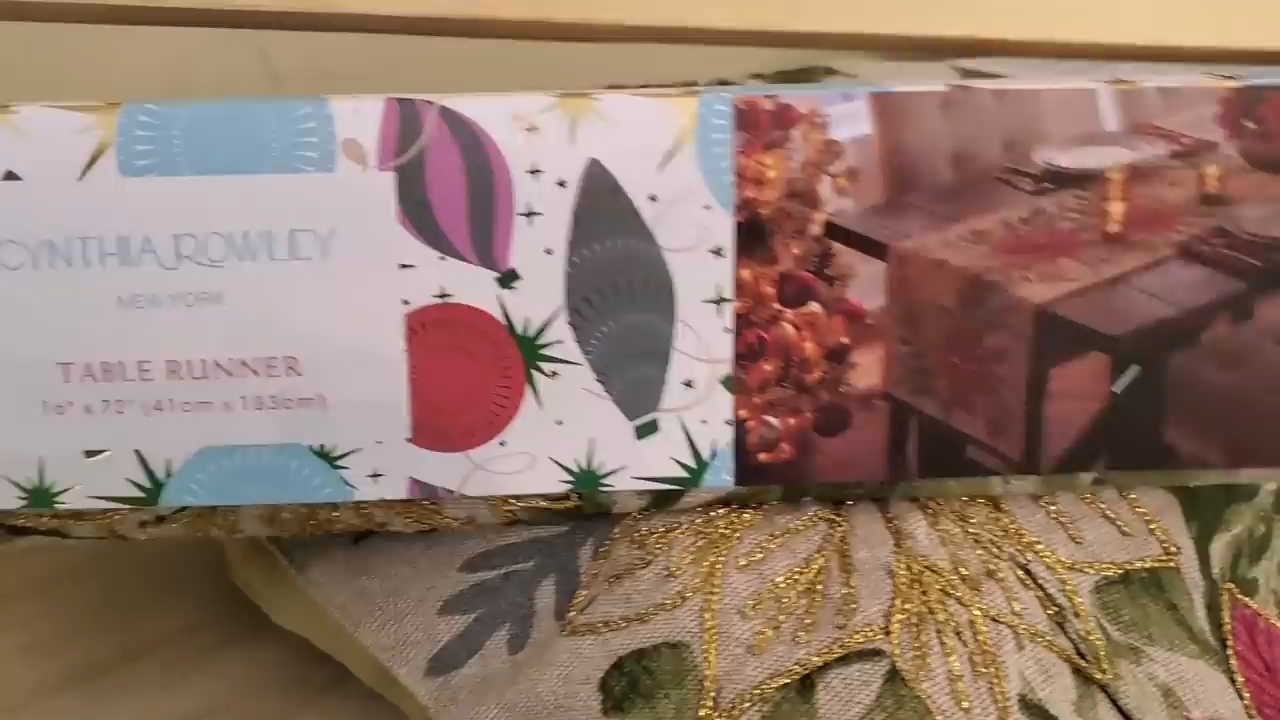 CYNTHIA ROWLEY
NEW YORK
TABLE RUNNER
16" x 72" (41cm x 183cm)